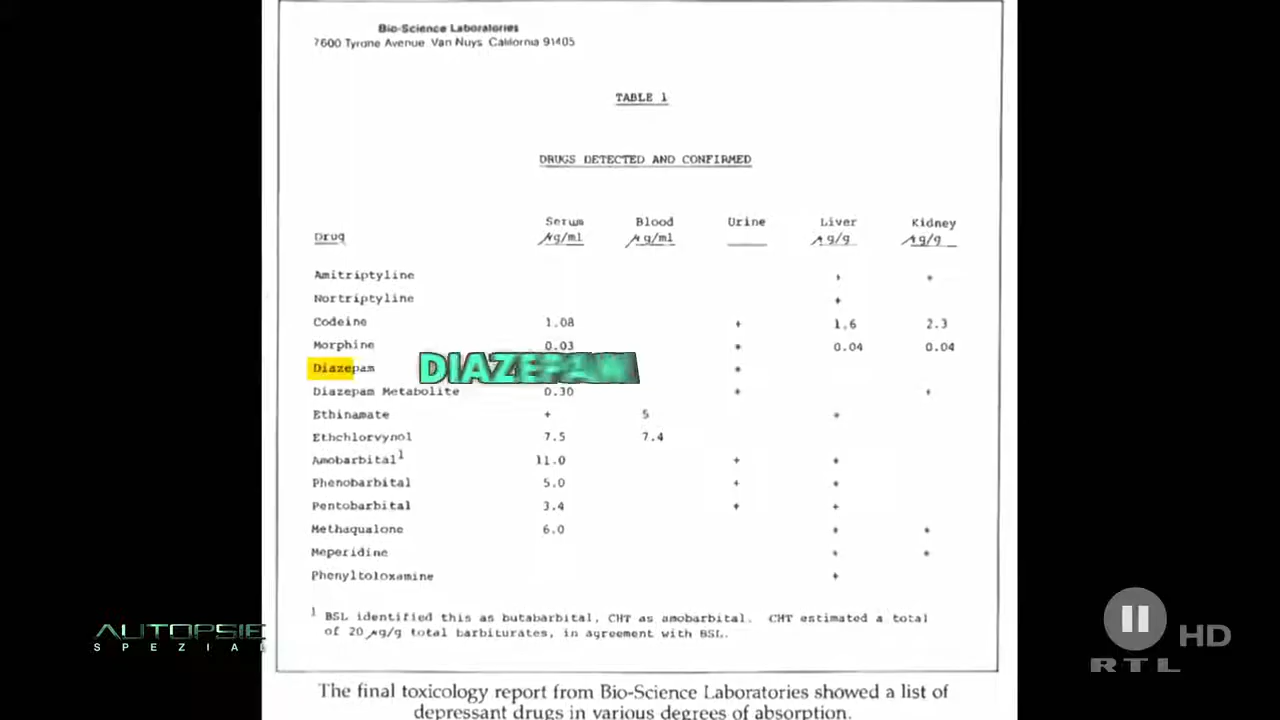 Bio-Science Laboratories
7600 Tyrone Avenue Van Nuys California 91405
TABLE 1
DRUGS DETECTED AND CONFIRMED
Drug Serum µg/ml Blood µg/ml Urine Liver µg/g Kidney µg/g
Amitriptyline + +
Nortriptyline +
Codeine 1.08 + 1.6 2.3
Morphine 0.03 + 0.04 0.04
Diazepam DIAZEPAM +
Diazepam Metabolite 0.30 + +
Ethinamate + 5 +
Ethchlorvynol 7.5 7.4
Amobarbital1 11.0 + +
Phenobarbital 5.0 + +
Pentobarbital 3.4 + +
Methaqualone 6.0 + +
Meperidine + +
Phenyltoloxamine +
1 BSL identified this as butabarbital, CHT as amobarbital. CHT estimated a total
of 20 µg/g total barbiturates, in agreement with BSL.
The final toxicology report from Bio-Science Laboratories showed a list of
depressant drugs in various degrees of absorption.
AUTOPSIE
SPEZIAL
HD
RTL